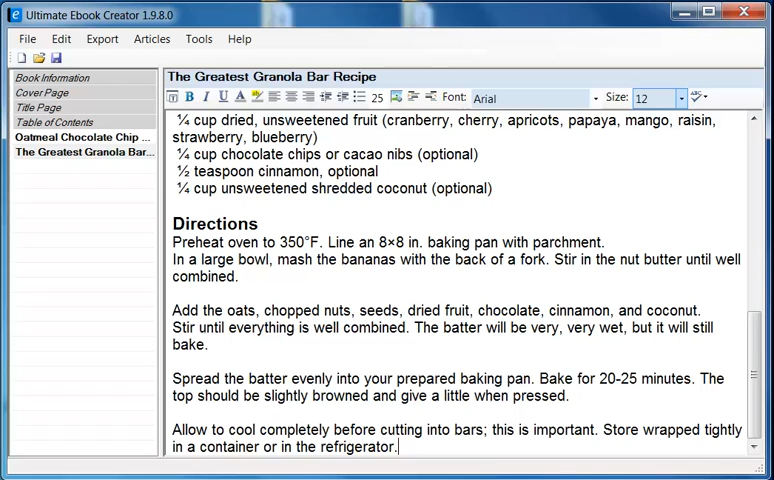 Ultimate Ebook Creator 1.9.8.0
File Edit Export Articles Tools Help
Book Information
Cover Page
Title Page
Table of Contents
Oatmeal Chocolate Chip ...
The Greatest Granola Bar...
The Greatest Granola Bar Recipe
B I U A 25 Font: Arial Size: 12
¼ cup dried, unsweetened fruit (cranberry, cherry, apricots, papaya, mango, raisin,
strawberry, blueberry)
¼ cup chocolate chips or cacao nibs (optional)
½ teaspoon cinnamon, optional
¼ cup unsweetened shredded coconut (optional)
Directions
Preheat oven to 350°F. Line an 8×8 in. baking pan with parchment.
In a large bowl, mash the bananas with the back of a fork. Stir in the nut butter until well
combined.
Add the oats, chopped nuts, seeds, dried fruit, chocolate, cinnamon, and coconut.
Stir until everything is well combined. The batter will be very, very wet, but it will still
bake.
Spread the batter evenly into your prepared baking pan. Bake for 20-25 minutes. The
top should be slightly browned and give a little when pressed.
Allow to cool completely before cutting into bars; this is important. Store wrapped tightly
in a container or in the refrigerator.